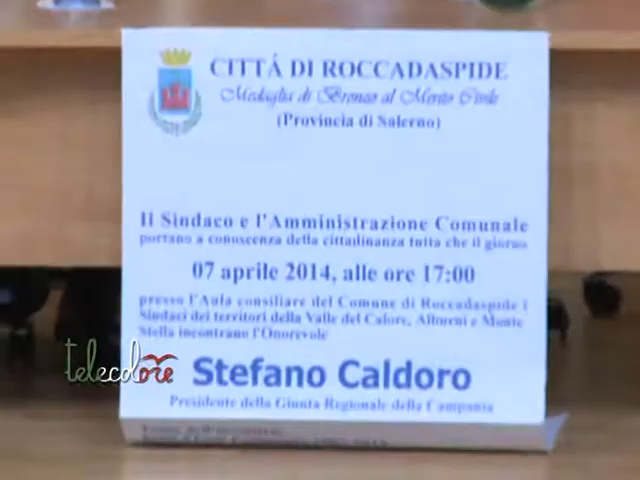 CITTÁ DI ROCCADASPIDE
Medaglia di Bronzo al Merito Civile
(Provincia di Salerno)
Il Sindaco e l'Amministrazione Comunale
portano a conoscenza della cittadinanza tutta che il giorno
07 aprile 2014, alle ore 17:00
presso l'Aula consiliare del Comune di Roccadaspide i
Sindaci dei territori della Valle del Calore, Alburni e Monte
Stella incontrano l'Onorevole
Stefano Caldoro
Presidente della Giunta Regionale della Campania
telecolore